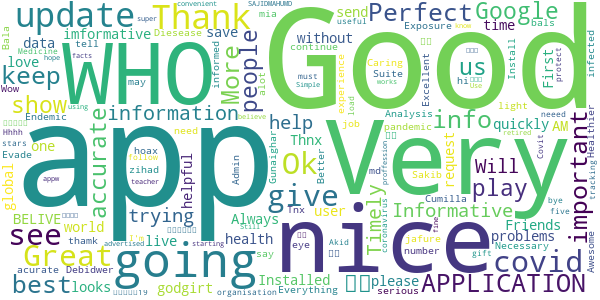 super
convenient
SAJIDMAHUMD
Bala
update
Diesease
Thank
Google
send
Perfect
Exposure
know
Medicine
mia
useful
bals
tell
imformative
save
time
Install
Wow
data
informed
More
people
without
continue
First
infected
hope
may
keep
love
alot
must
Suite
hi
facts
WHO
Good
us
Caring
Simple
experience
Excellent
protect
show
accurate
information
load
works
Use
using
Endemic
need
info
light
Hhhh
help
Analysis
neeed
stars
one
Ok
pandemic
Evade
hoax
Thnx
job
quickly
AM
Healthier
app
Very
important
believe
follow
zihad
Admin
Gunaighar
Better
retired
global
trying
helpful
give
Timely
md
proffession
request
Will
Covit
tracking
see
going
nice
Sakib
play
Always
user
Informative
Cumilla
bye
Great
world
thamk
live
health
Tnx
coronavirus
jafure
number
fine
Friends
five
appw
teacher
I'm
eye
Akid
still
problems
Necessary
gift
Awesome
best
acurate
Debidwer
say
Installed
please
covid
looks
godgirt
advertised
starting
organisation
Everything
serious
APPLICATION
BELIVE